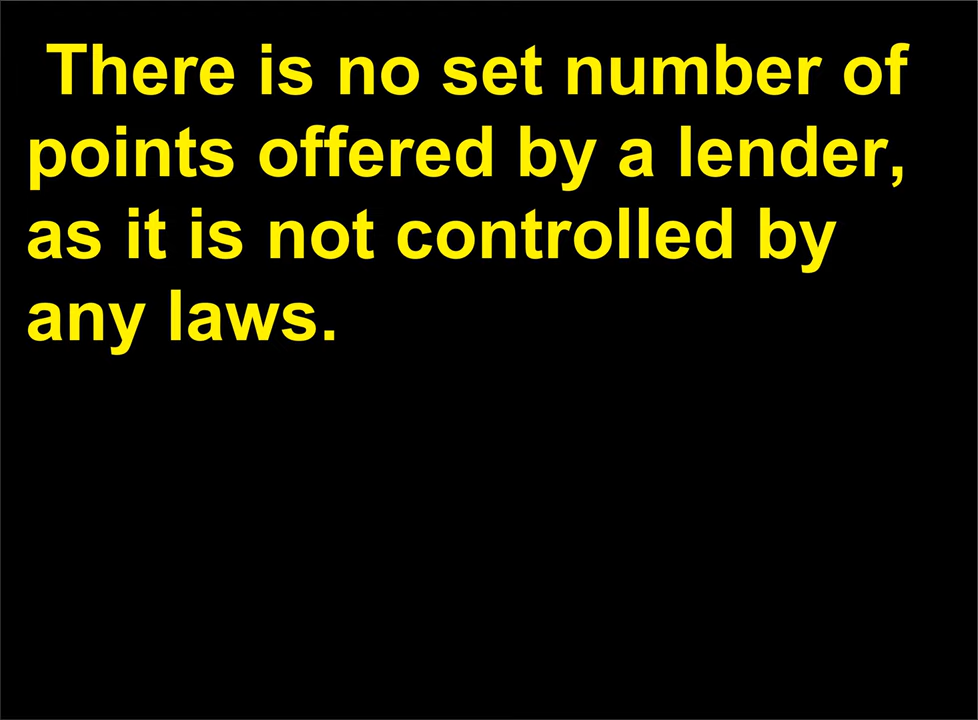 There is no set number of
points offered by a lender,
as it is not controlled by
any laws.